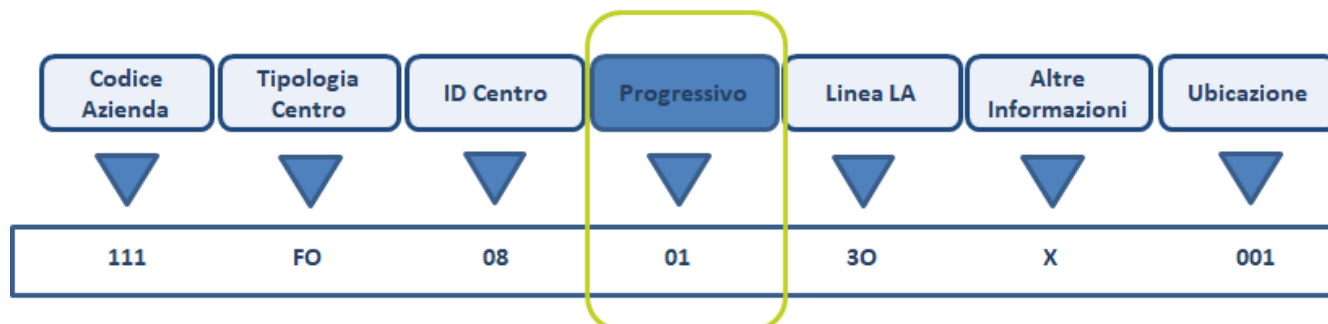 Codice Azienda
Tipologia Centro
ID Centro
Progressivo
Linea LA
Altre Informazioni
Ubicazione
111 FO 08 01 3O X 001